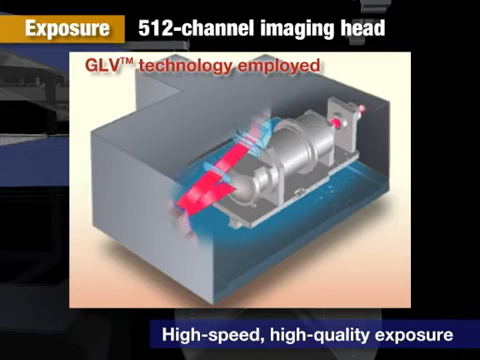 Exposure 512-channel imaging head
GLV™ technology employed
High-speed, high-quality exposure